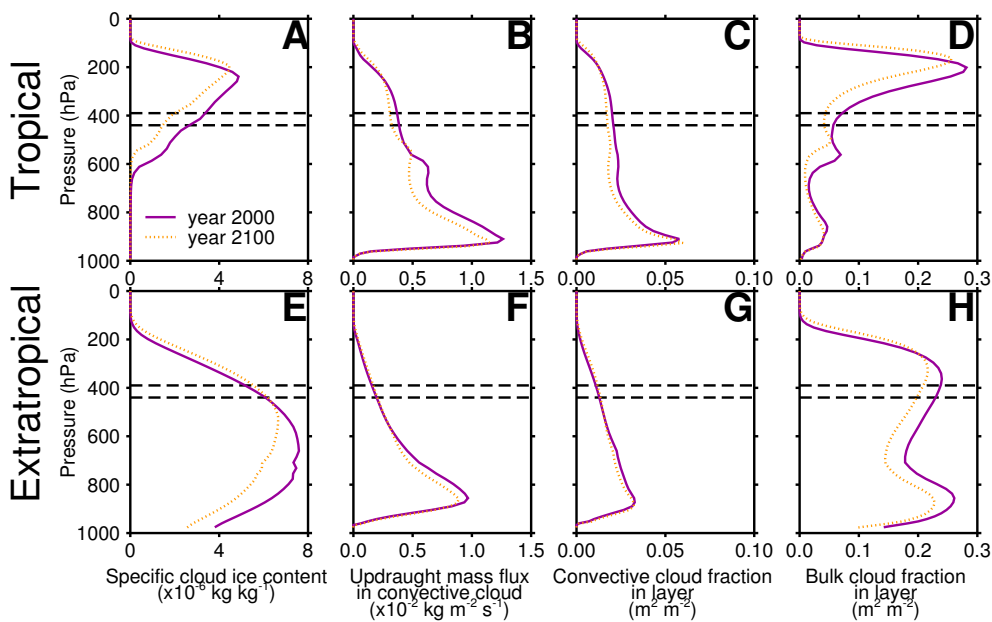 Tropical
Pressure (hPa)
0
200
400
600
800
1000
A
year 2000
year 2100
0 4 8
B
0.0 0.5 1.0 1.5
C
0.00 0.05 0.10
D
0.0 0.1 0.2 0.3
Extratropical
Pressure (hPa)
0
200
400
600
800
1000
E
0 4 8
Specific cloud ice content
(x10⁻⁶ kg kg⁻¹)
F
0.0 0.5 1.0 1.5
Updraught mass flux
in convective cloud
(x10⁻² kg m⁻² s⁻¹)
G
0.00 0.05 0.10
Convective cloud fraction
in layer
(m² m⁻²)
H
0.0 0.1 0.2 0.3
Bulk cloud fraction
in layer
(m² m⁻²)